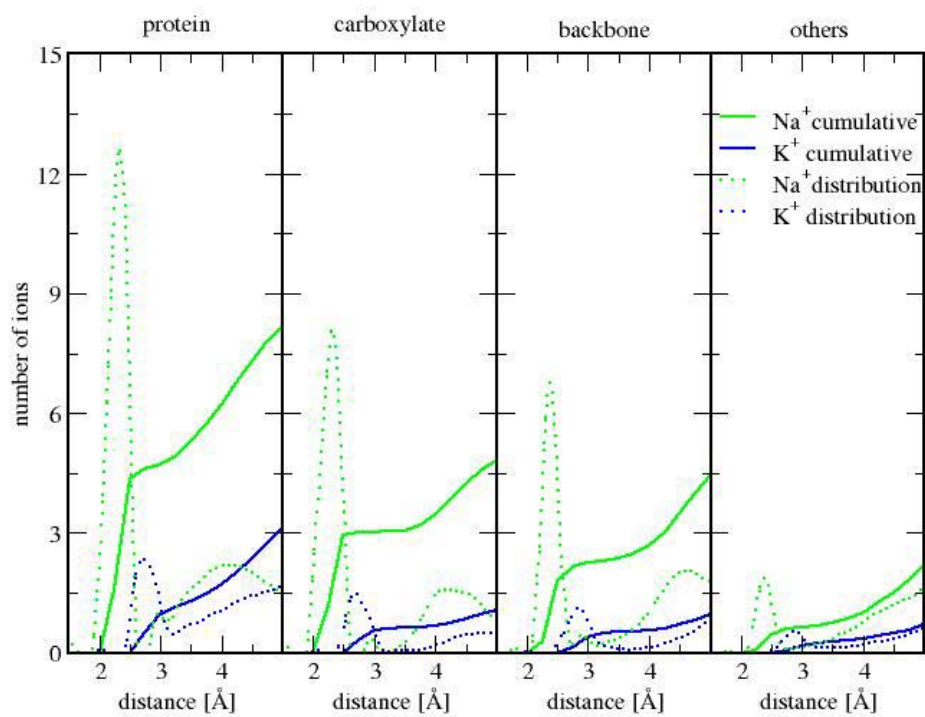 protein carboxylate backbone others
15
12
9
6
3
0
number of ions
Na+ cumulative
K+ cumulative
Na+ distribution
K+ distribution
2 3 4 2 3 4 2 3 4 2 3 4
distance [Å] distance [Å] distance [Å] distance [Å]